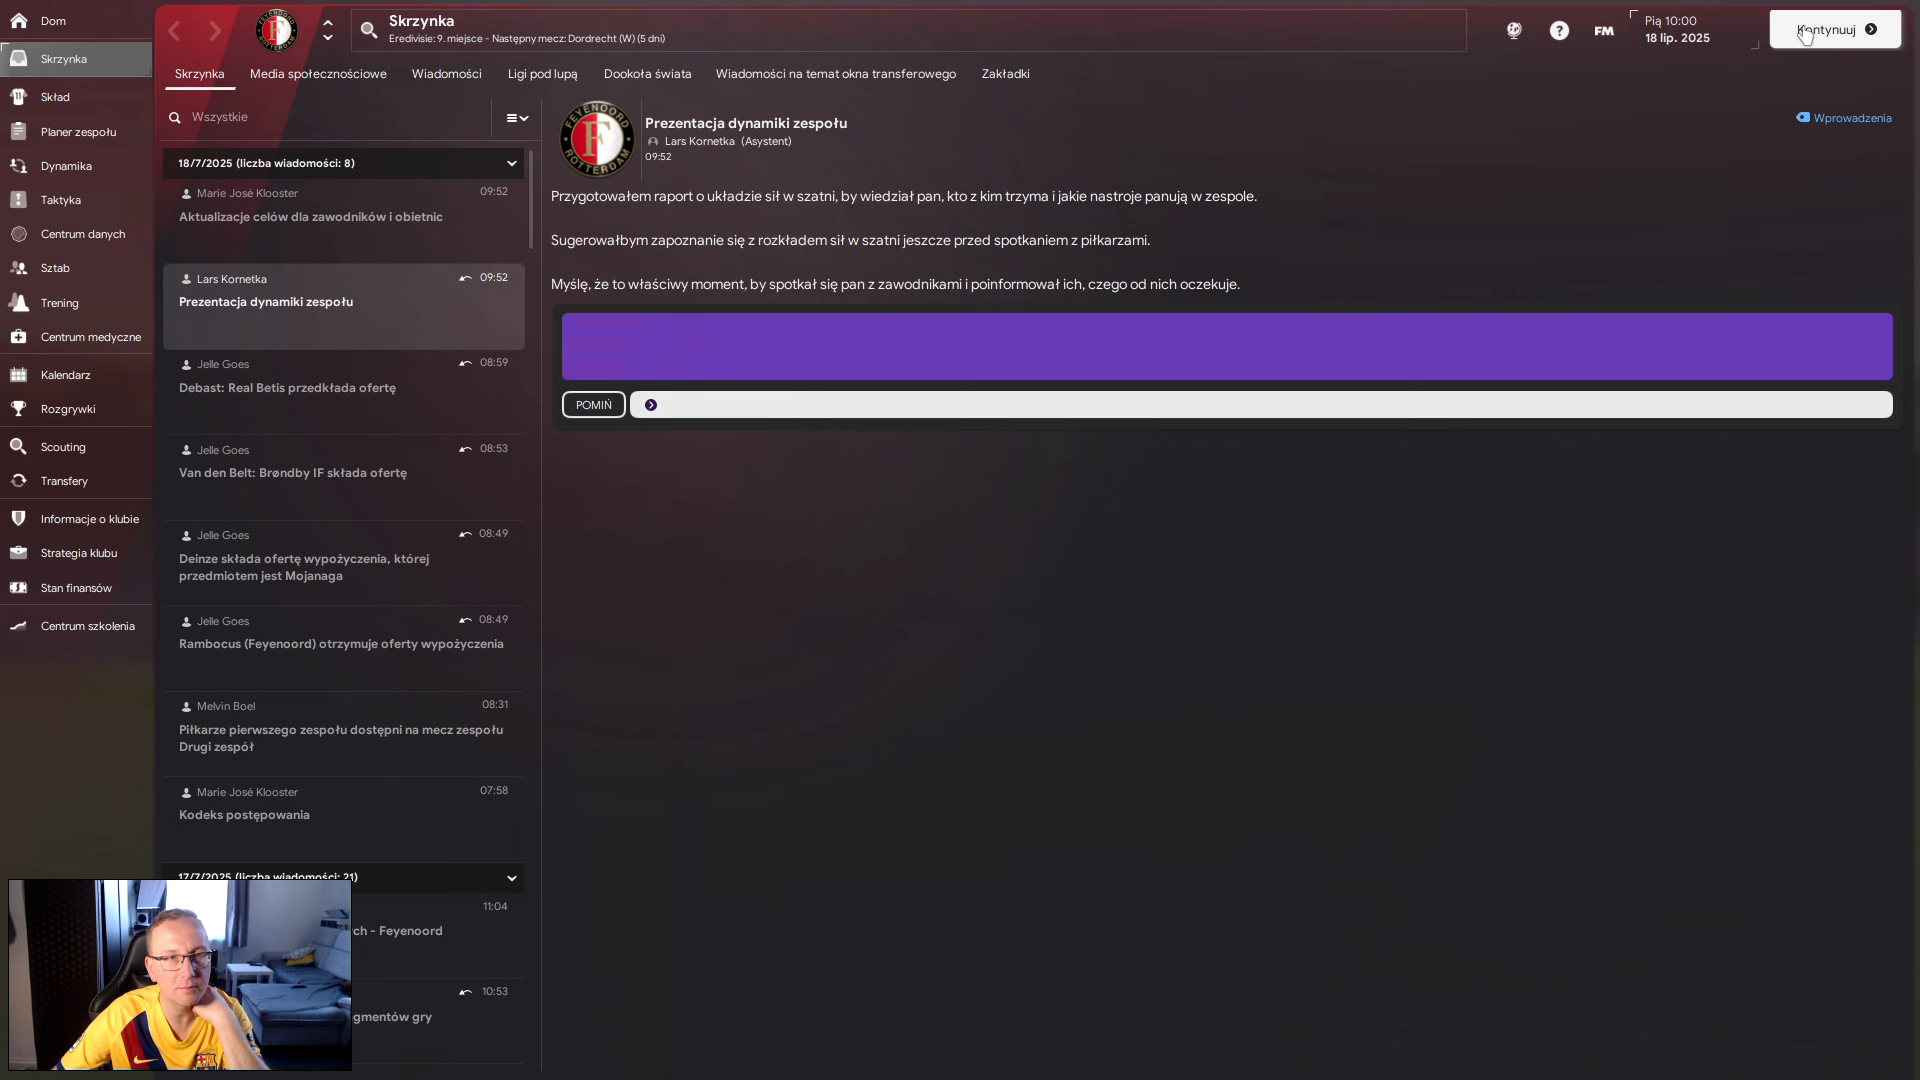 Dom
Skrzynka
Skład
Planer zespołu
Dynamika
Taktyka
Centrum danych
Sztab
Trening
Centrum medyczne
Kalendarz
Rozgrywki
Scouting
Transfery
Informacje o klubie
Strategia klubu
Stan finansów
Centrum szkolenia
Skrzynka
Eredivisie: 9. miejsce - Następny mecz: Dordrecht (W) (5 dni)
FM
Pią 10:00
18 lip. 2025
Kontynuuj
Skrzynka
Media społecznościowe
Wiadomości
Ligi pod lupą
Dookoła świata
Wiadomości na temat okna transferowego
Zakładki
Wszystkie
18/7/2025 (liczba wiadomości: 8)
Marie José Klooster
09:52
Aktualizacje celów dla zawodników i obietnic
Lars Kornetka
09:52
Prezentacja dynamiki zespołu
Jelle Goes
08:59
Debast: Real Betis przedkłada ofertę
Jelle Goes
08:53
Van den Belt: Brøndby IF składa ofertę
Jelle Goes
08:49
Deinze składa ofertę wypożyczenia, której
przedmiotem jest Mojanaga
Jelle Goes
08:49
Rambocus (Feyenoord) otrzymuje oferty wypożyczenia
Melvin Boel
08:31
Piłkarze pierwszego zespołu dostępni na mecz zespołu
Drugi zespół
Marie José Klooster
07:58
Kodeks postępowania
17/7/2025 (liczba wiadomości: 21)
11:04
rch - Feyenoord
10:53
gmentów gry
FEYENOORD
ROTTERDAM
Prezentacja dynamiki zespołu
Lars Kornetka (Asystent)
09:52
Wprowadzenia
Przygotowałem raport o układzie sił w szatni, by wiedział pan, kto z kim trzyma i jakie nastroje panują w zespole.
Sugerowałbym zapoznanie się z rozkładem sił w szatni jeszcze przed spotkaniem z piłkarzami.
Myślę, że to właściwy moment, by spotkał się pan z zawodnikami i poinformował ich, czego od nich oczekuje.
POMIŃ